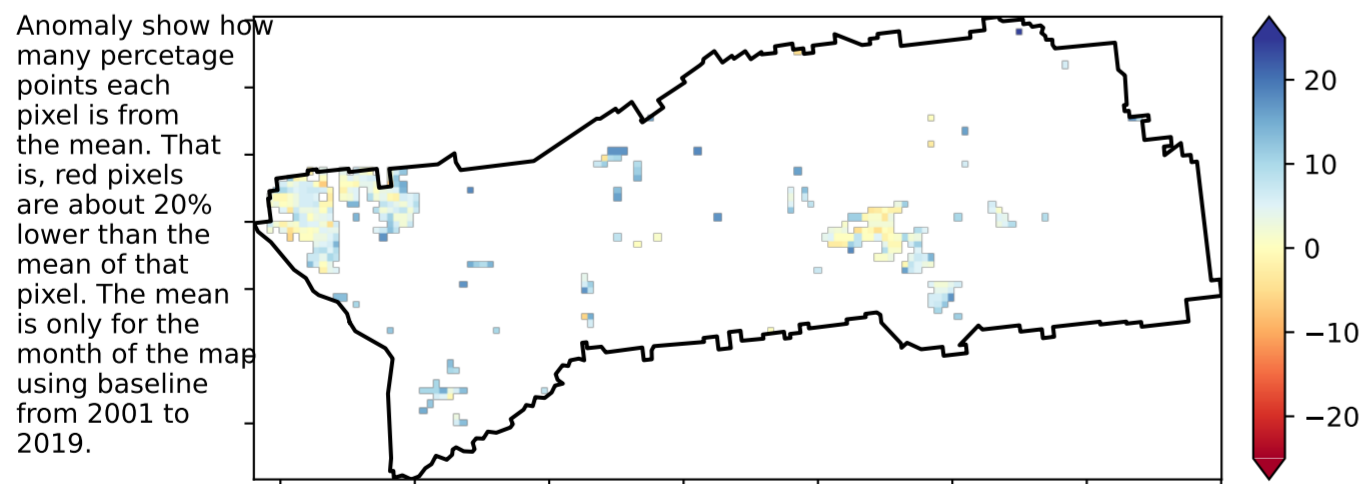 Anomaly show how
many percetage
points each
pixel is from
the mean. That
is, red pixels
are about 20%
lower than the
mean of that
pixel. The mean
is only for the
month of the map
using baseline
from 2001 to
2019.
20
10
0
−10
−20